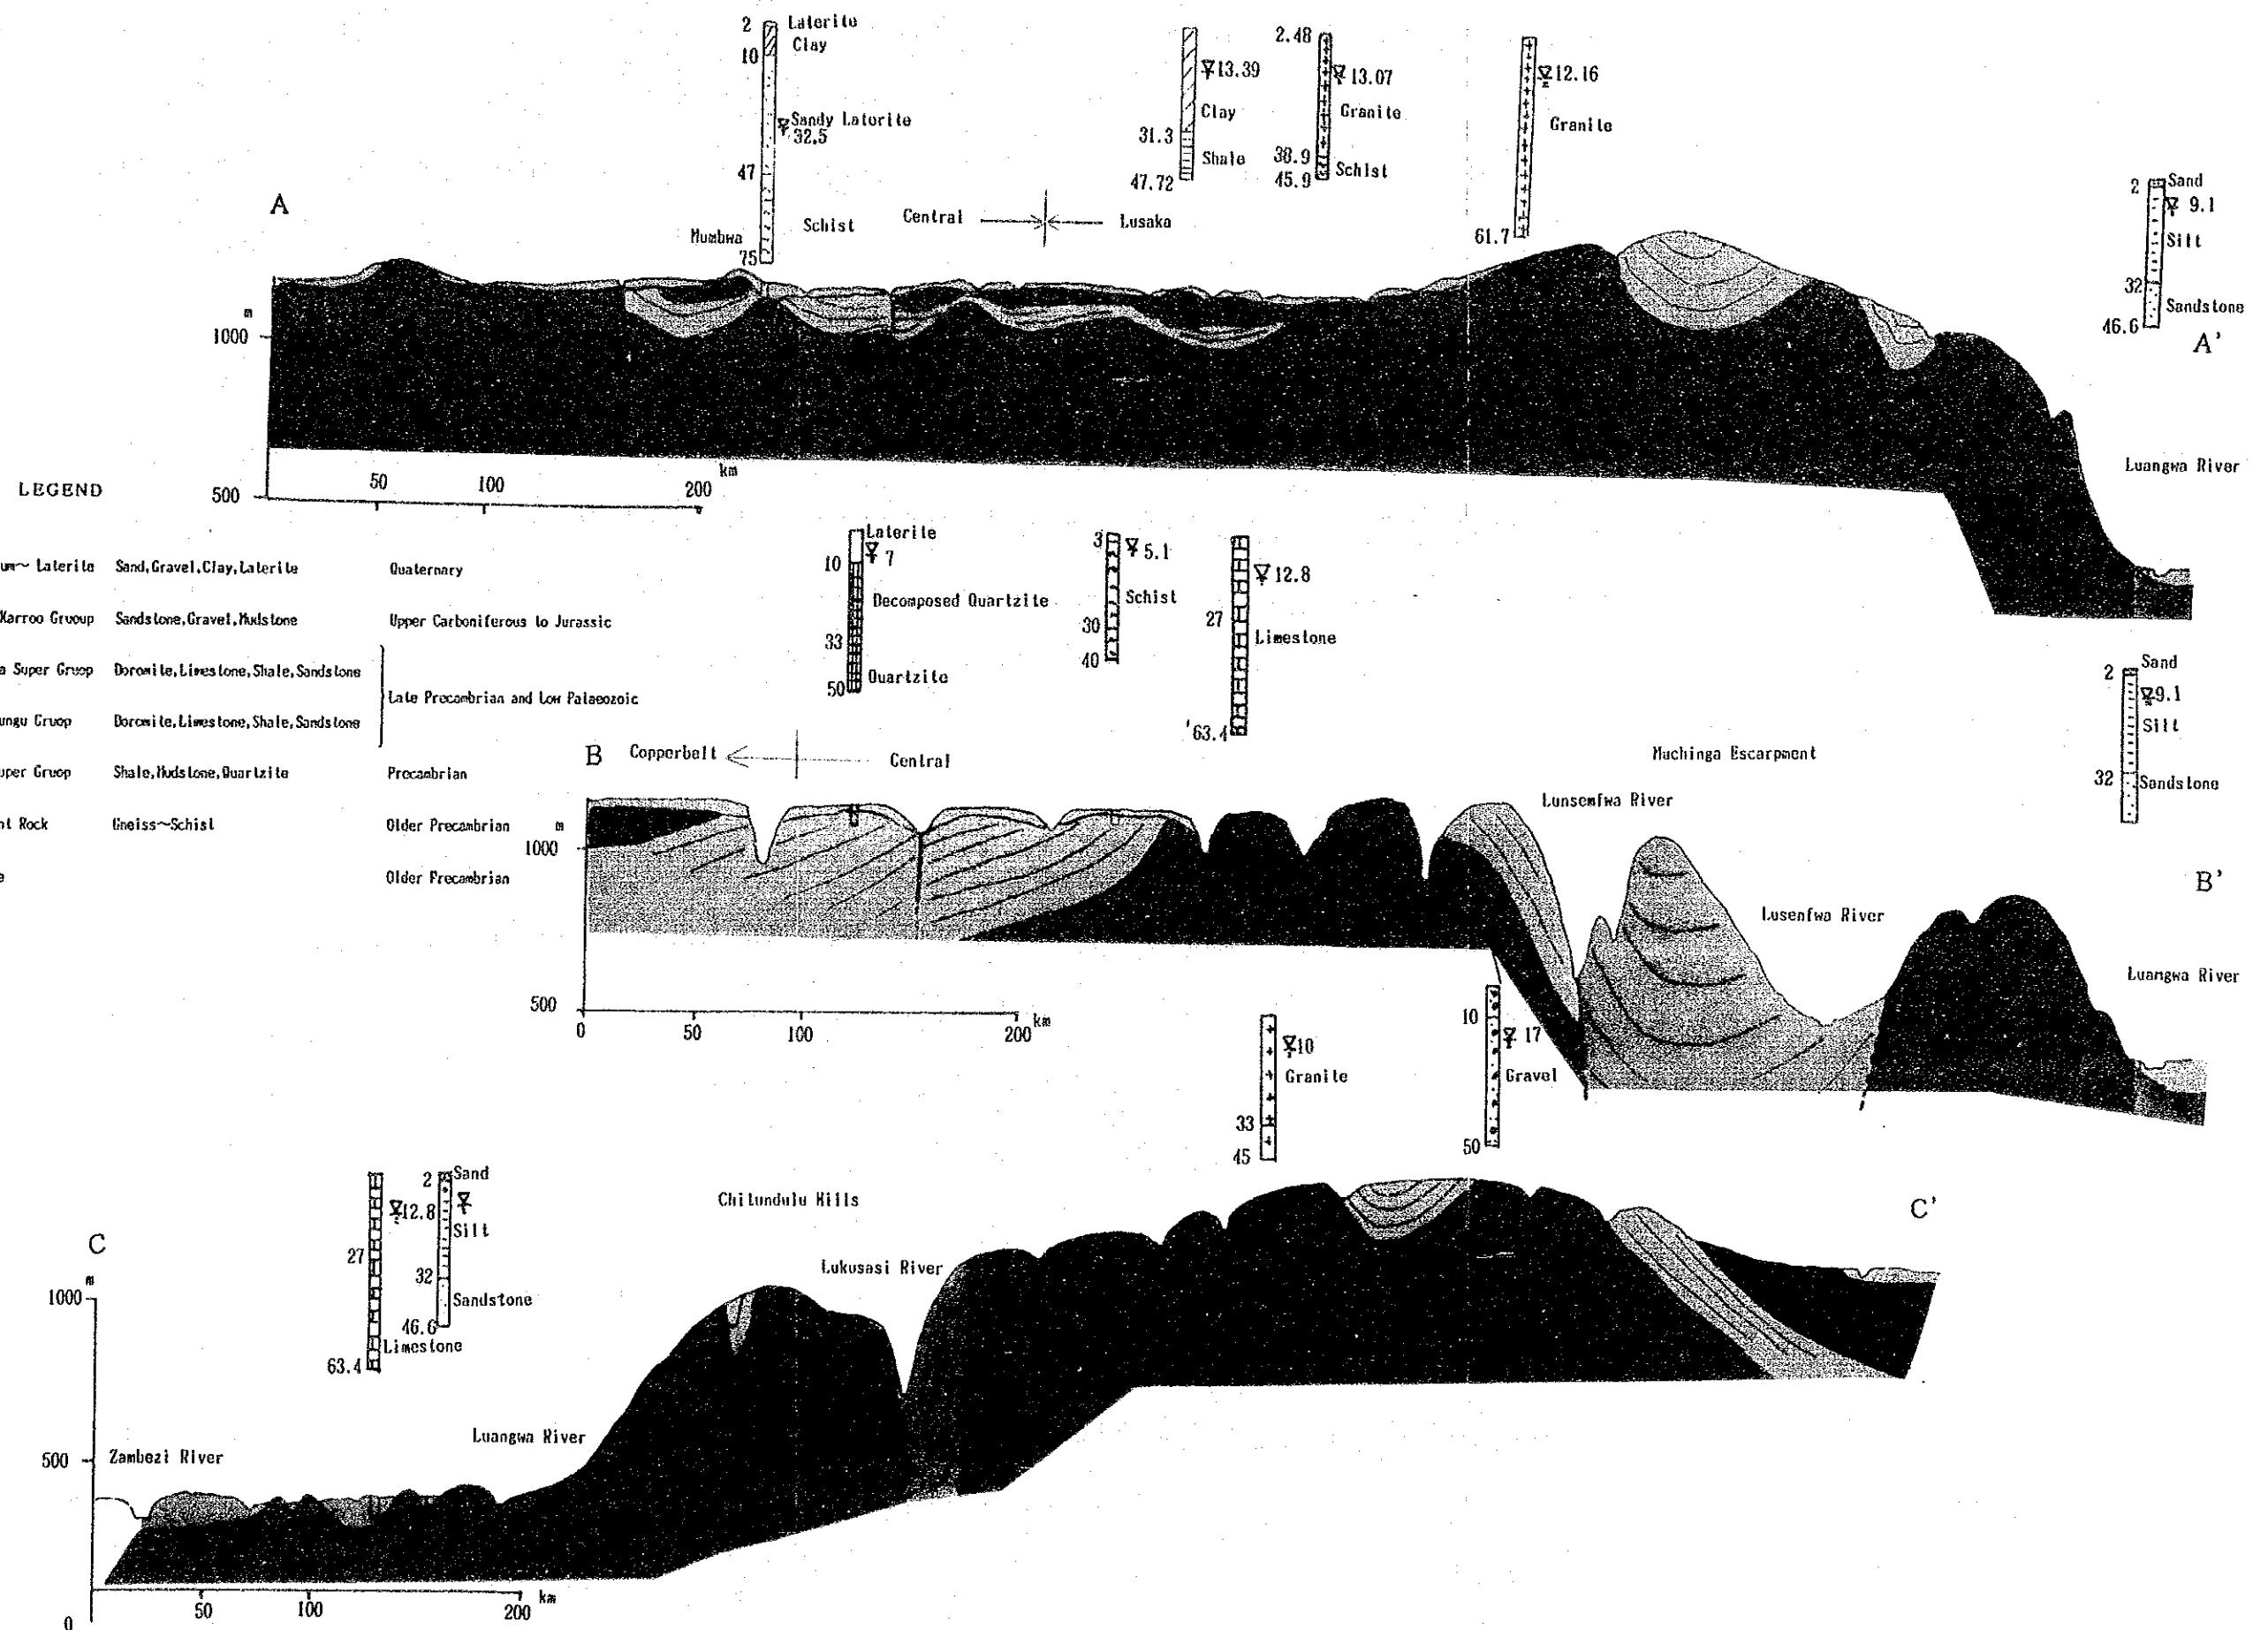 2 Laterite
Clay
10
Sandy Laterite
32.5
47
Mumbwa
Schist
75
13.39
Clay
31.3
Shale
47.72
2.48
13.07
Granite
38.9
Schist
45.9
12.16
Granite
61.7
2 Sand
9.1
Silt
32
Sandstone
46.6
A
Central
Lusaka
A'
m
1000
500
50
100
200
km
Luangwa River
LEGEND
um~ Laterite Sand,Gravel,Clay,Laterite Quaternary
Karroo Gruoup Sandstone,Gravel,Mudstone Upper Carboniferous to Jurassic
a Super Gruop Doromite,Limestone,Shale,Sandstone
Late Precambrian and Low Palaeozoic
ungu Gruop Doromite,Limestone,Shale,Sandstone
uper Gruop Shale,Mudstone,Quartzite Precambrian
nt Rock Gneiss~Schist Older Precambrian
e Older Precambrian
Laterite
7
10
Decomposed Quartzite
33
Quartzite
50
3
5.1
Schist
30
40
12.8
27
Limestone
63.4
2 Sand
9.1
Silt
32
Sandstone
B
Copperbelt
Central
Muchinga Escarpment
Lunsemfwa River
Lusenfwa River
B'
Luangwa River
m
1000
500
0
50
100
200
km
10
Granite
33
45
10
17
Gravel
50
12.8
27
Limestone
63.4
2 Sand
Silt
32
Sandstone
46.6
C
Chilundulu Hills
Lukusasi River
C'
m
1000
500
0
Zambezi River
Luangwa River
50
100
200
km